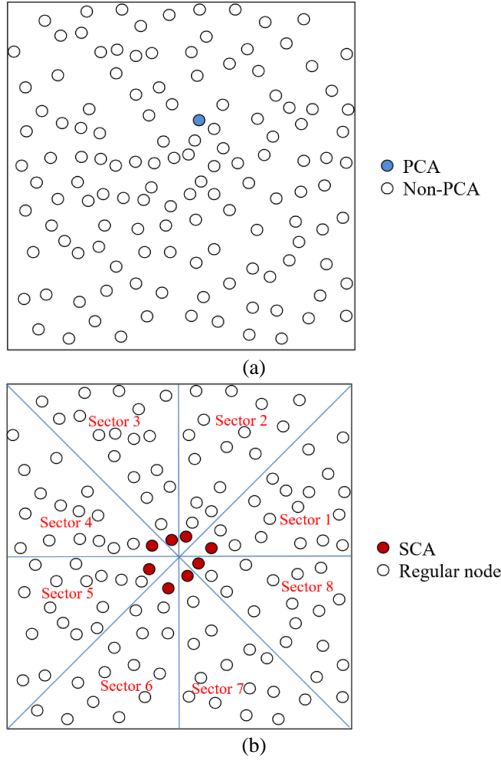 PCA
Non-PCA
(a)
Sector 3
Sector 2
Sector 4
Sector 1
SCA
Regular node
Sector 5
Sector 8
Sector 6
Sector 7
(b)